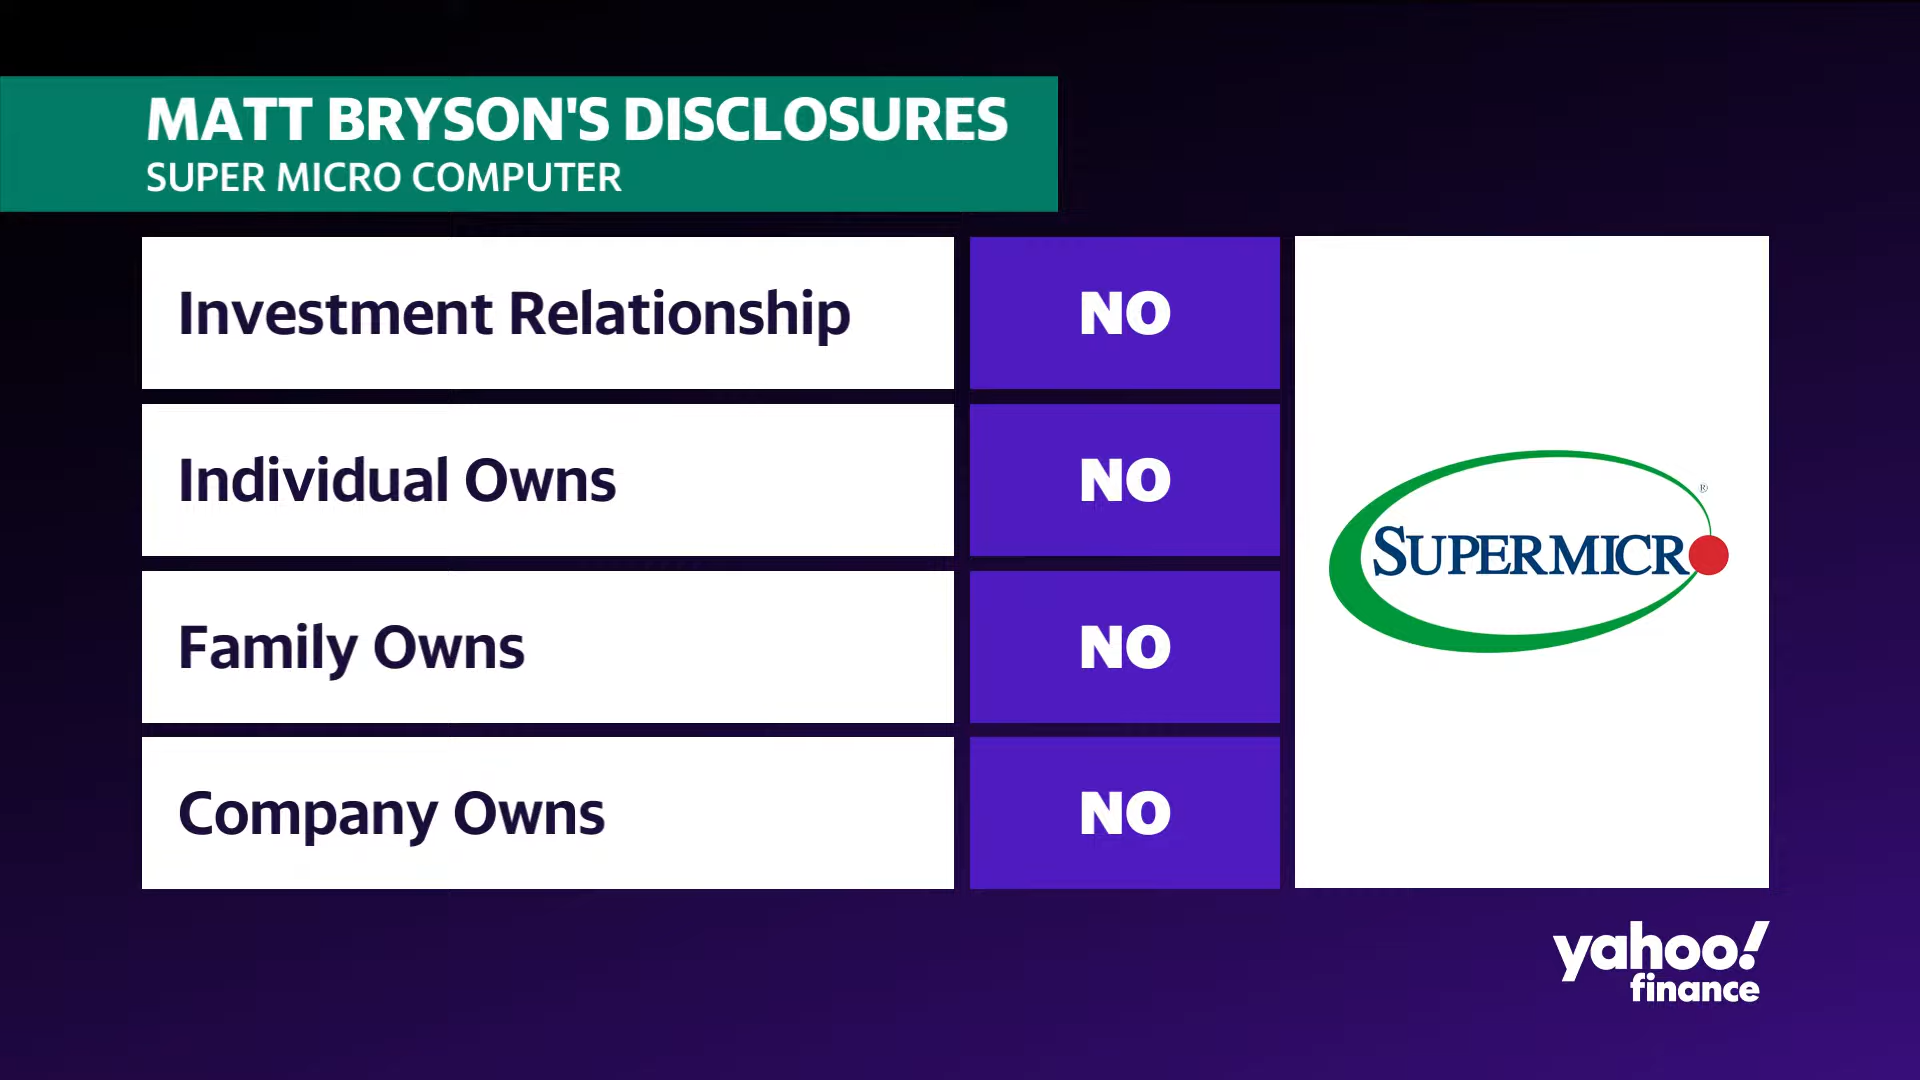 MATT BRYSON'S DISCLOSURES
SUPER MICRO COMPUTER
Investment Relationship NO
Individual Owns NO
Family Owns NO
Company Owns NO
SUPERMICRO
®
yahoo!
finance